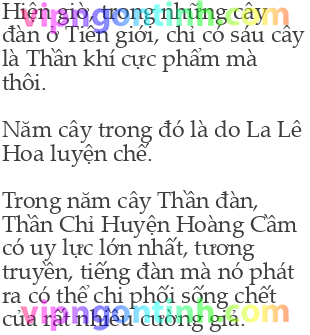 Hiện giờ, trong những cây
đàn ở Tiên giới, chỉ có sáu cây
là Thần khí cực phẩm mà
thôi.
Năm cây trong đó là do La Lê
Hoa luyện chế.
Trong năm cây Thần đàn,
Thần Chỉ Huyện Hoàng Cầm
có uy lực lớn nhất, tương
truyền, tiếng đàn mà nó phát
ra có thể chi phối sống chết
của rất nhiều cường giả.
vipngontinh.com
vipngontinh.com